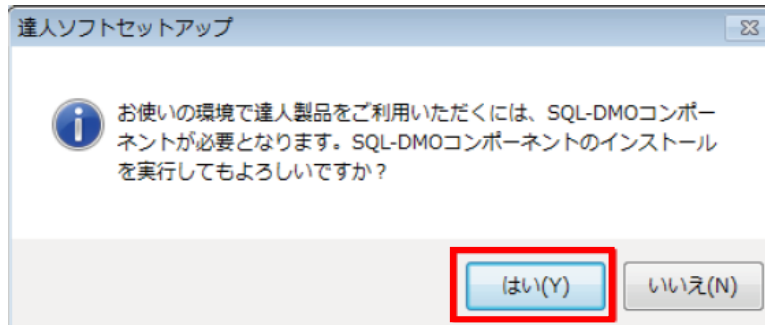 達人ソフトセットアップ
お使いの環境で達人製品をご利用いただくには、SQL-DMOコンポー
ネントが必要となります。SQL-DMOコンポーネントのインストール
を実行してもよろしいですか？
はい(Y)
いいえ(N)